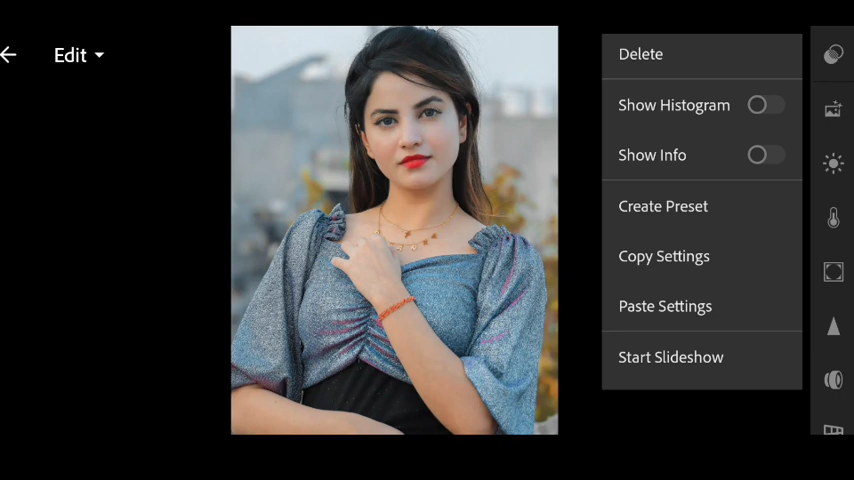 Edit
Delete
Show Histogram
Show Info
Create Preset
Copy Settings
Paste Settings
Start Slideshow